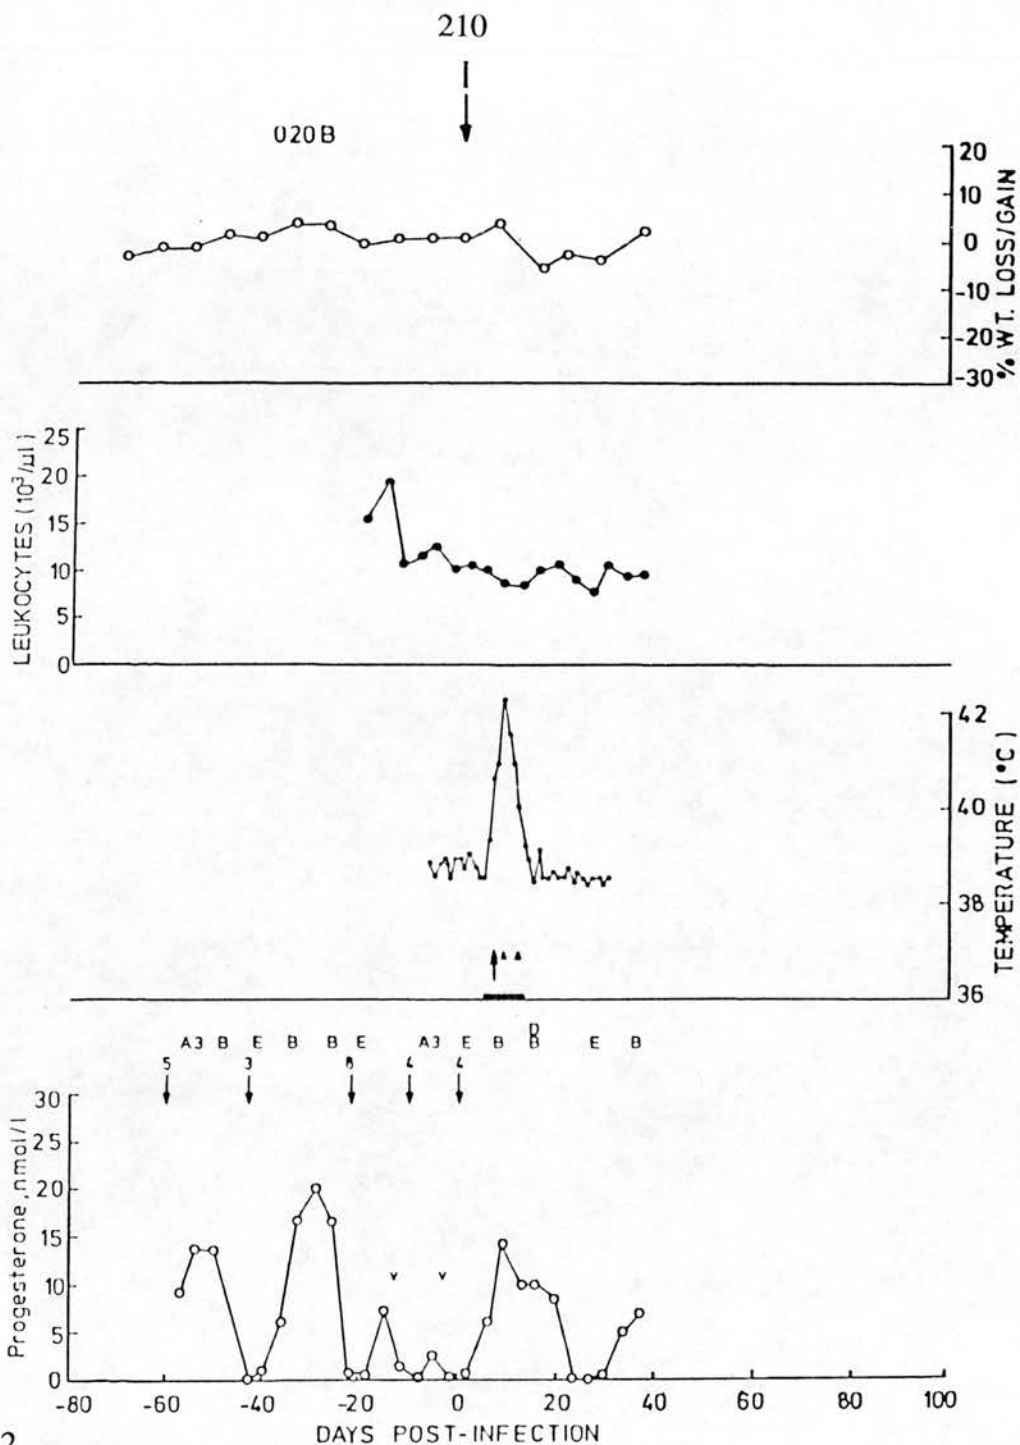 210
020B
20
10
0
-10
-20
-30
% WT. LOSS/GAIN
LEUKOCYTES (10³/µl)
25
20
15
10
5
0
42
40
38
36
TEMPERATURE (°C)
D
A3 B E B B E A3 E B B E B
5 3 4 4
Progesterone, nmol/l
30
25
20
15
10
5
0
-80 -60 -40 -20 0 20 40 60 80 100
DAYS POST-INFECTION
2